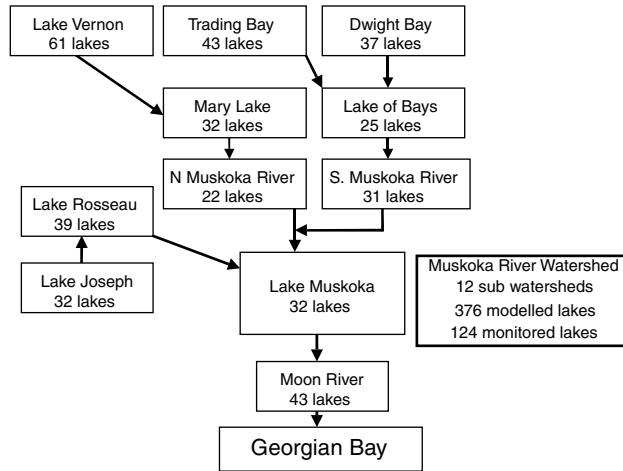 Lake Vernon
61 lakes
Trading Bay
43 lakes
Dwight Bay
37 lakes
Mary Lake
32 lakes
Lake of Bays
25 lakes
N Muskoka River
22 lakes
S. Muskoka River
31 lakes
Lake Rosseau
39 lakes
Lake Joseph
32 lakes
Lake Muskoka
32 lakes
Muskoka River Watershed
12 sub watersheds
376 modelled lakes
124 monitored lakes
Moon River
43 lakes
Georgian Bay